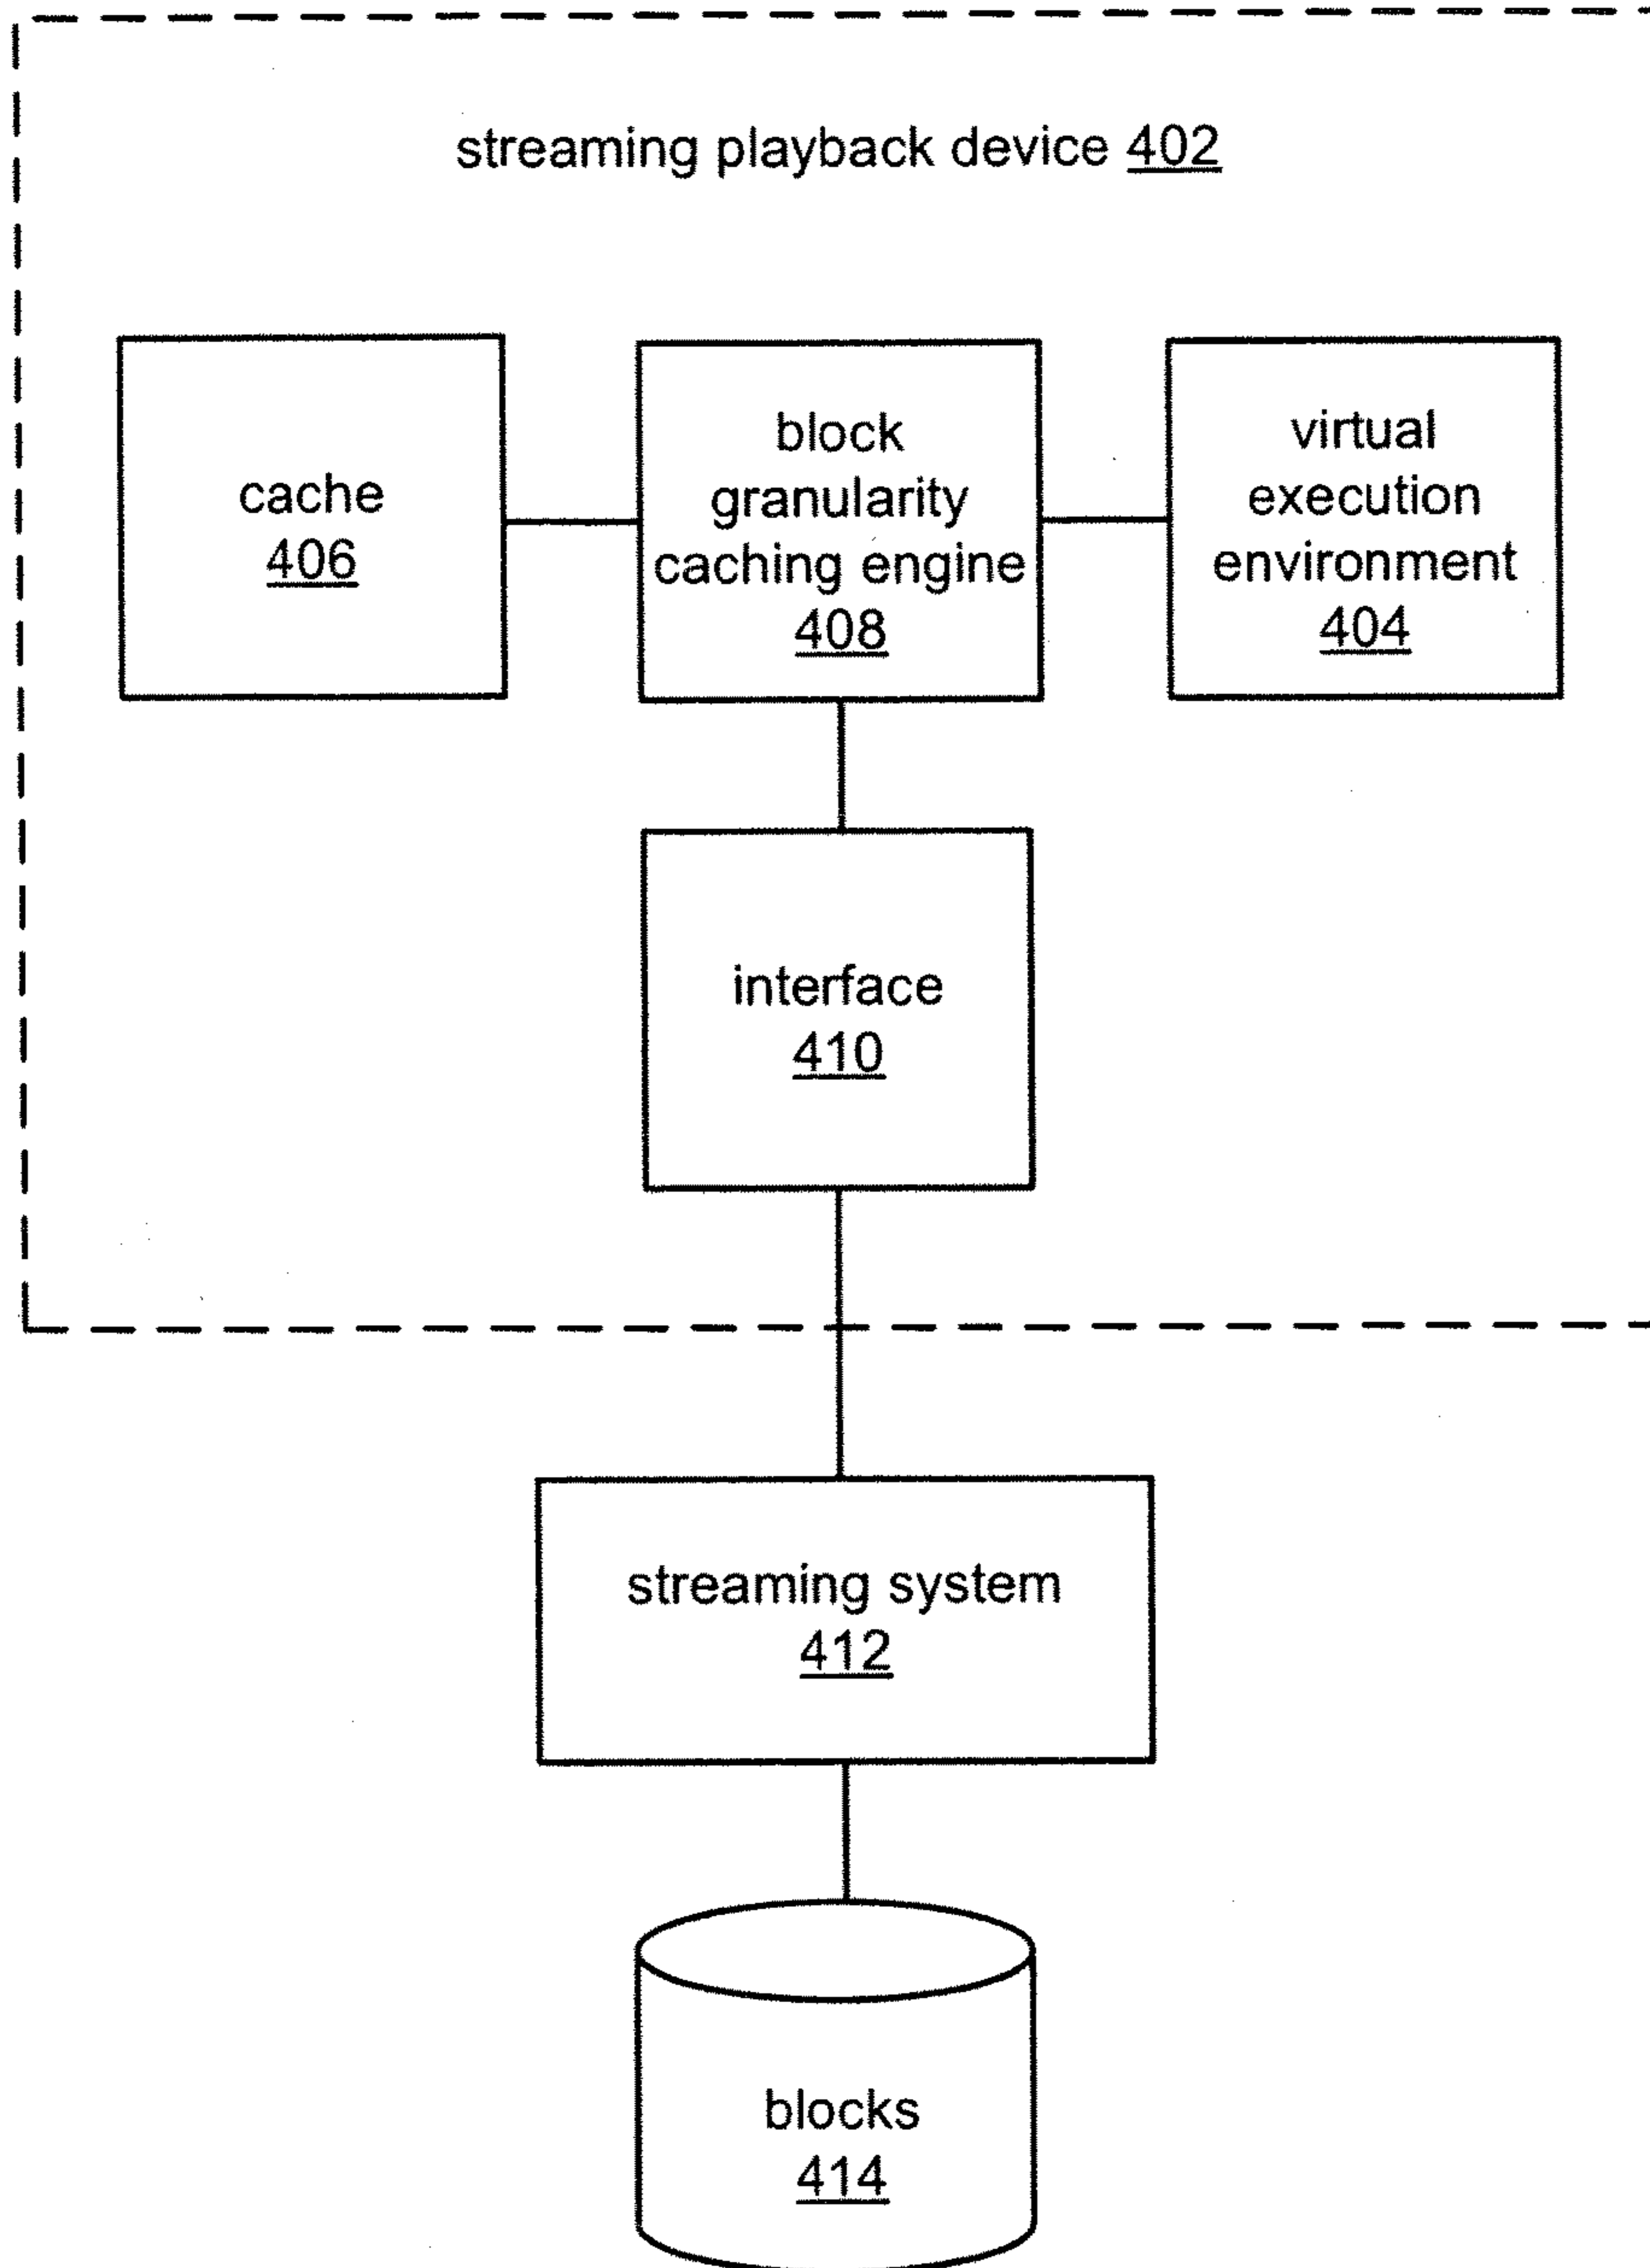 streaming playback device 402
cache
406
block
granularity
caching engine
408
virtual
execution
environment
404
interface
410
streaming system
412
blocks
414